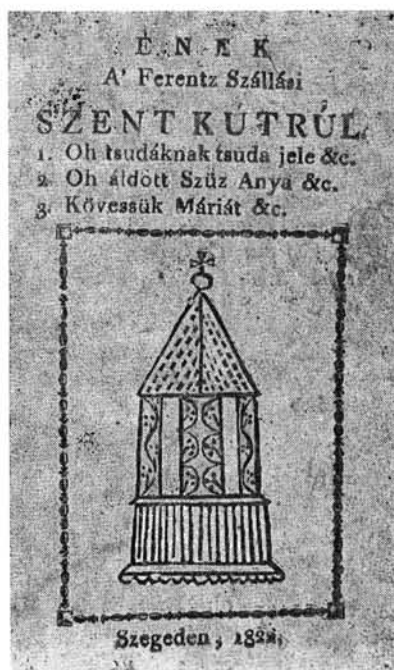 ÉNEK
A' Ferentz Szállási
SZENT KÚTRÚL.
1. Oh tsudáknak tsuda jele &c.
2. Oh áldott Szűz Anya &c.
3. Kövessük Máriát &c.
Szegeden, 1822.